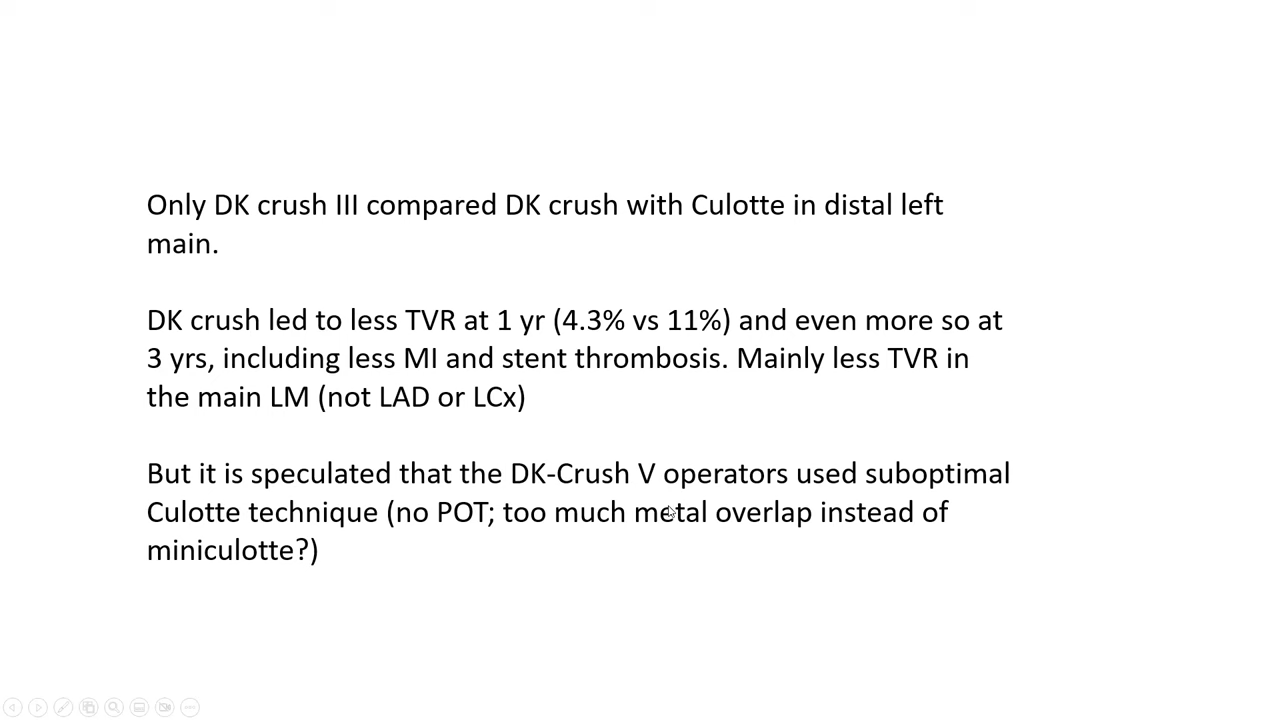 Only DK crush III compared DK crush with Culotte in distal left
main.
DK crush led to less TVR at 1 yr (4.3% vs 11%) and even more so at
3 yrs, including less MI and stent thrombosis. Mainly less TVR in
the main LM (not LAD or LCx)
But it is speculated that the DK-Crush V operators used suboptimal
Culotte technique (no POT; too much metal overlap instead of
miniculotte?)